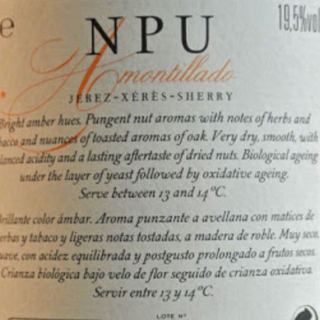 e NPU 19,5%vol
Amontillado
JEREZ-XÉRÈS-SHERRY
Bright amber hues. Pungent nut aromas with notes of herbs and
bacco and nuances of toasted aromas of oak. Very dry, smooth, with
lanced acidity and a lasting aftertaste of dried nuts. Biological ageing
under the layer of yeast followed by oxidative ageing.
Serve between 13 and 14°C.
Brillante color ámbar. Aroma punzante a avellana con matices de
erbas y tabaco y ligeras notas tostadas, a madera de roble. Muy seco,
uave, con acidez equilibrada y postgusto prolongado a frutos secos.
Crianza biológica bajo velo de flor seguido de crianza oxidativa.
Servir entre 13 y 14°C.
LOTE Nº